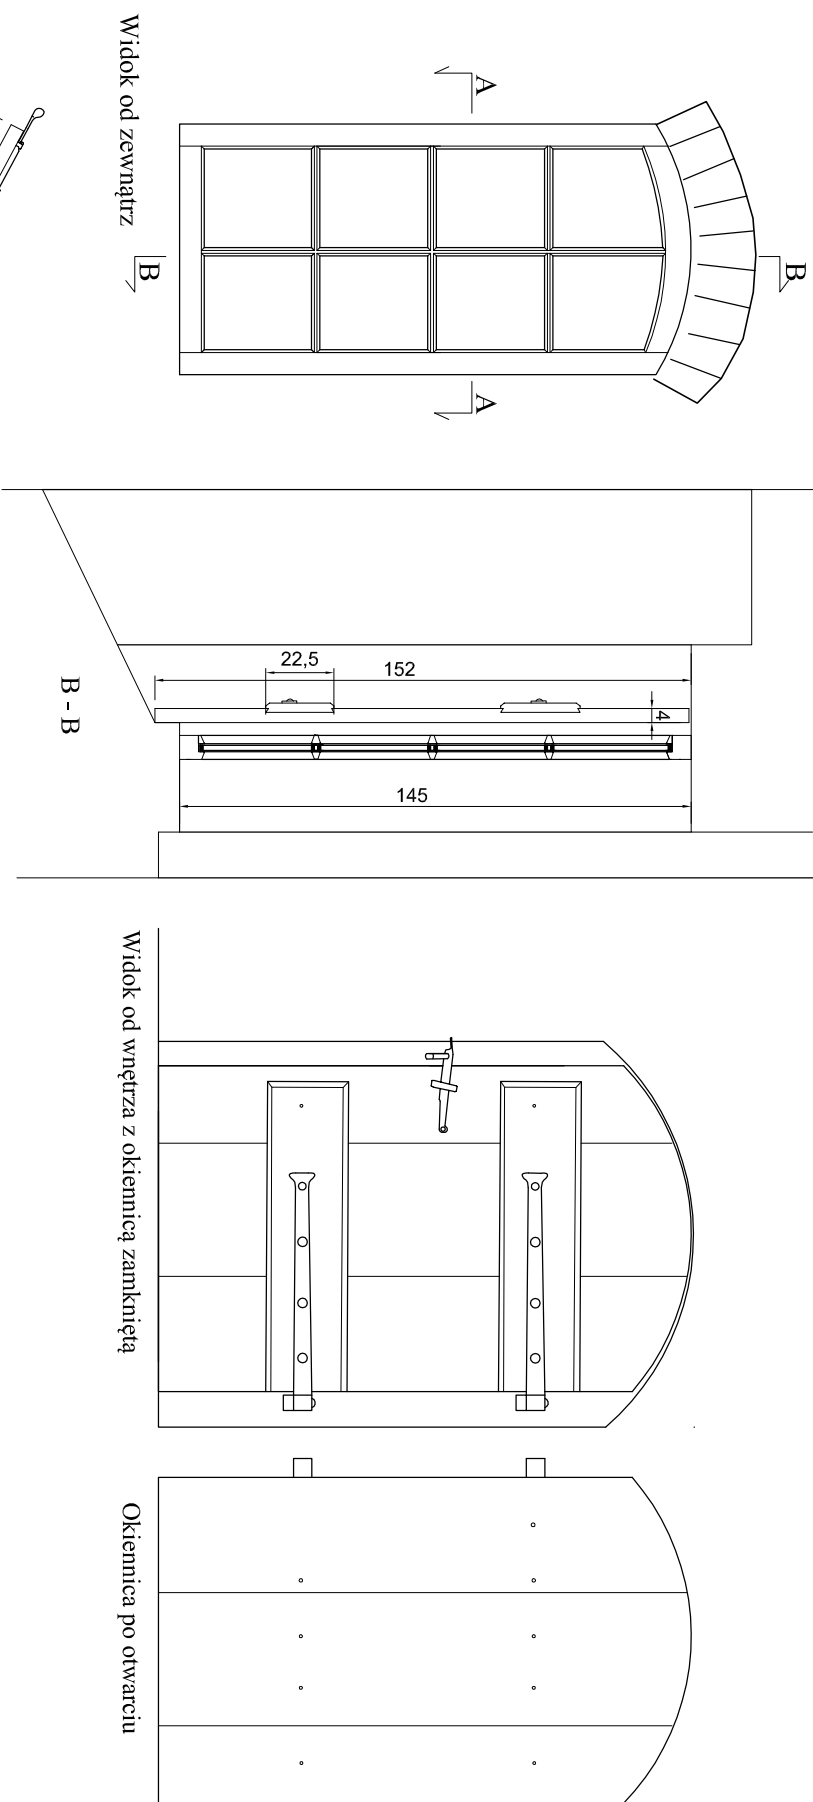 B
A
A
B
Widok od zewnątrz
22,5
152
4
145
B - B
Widok od wnętrza z okiennicą zamkniętą
Okiennica po otwarciu